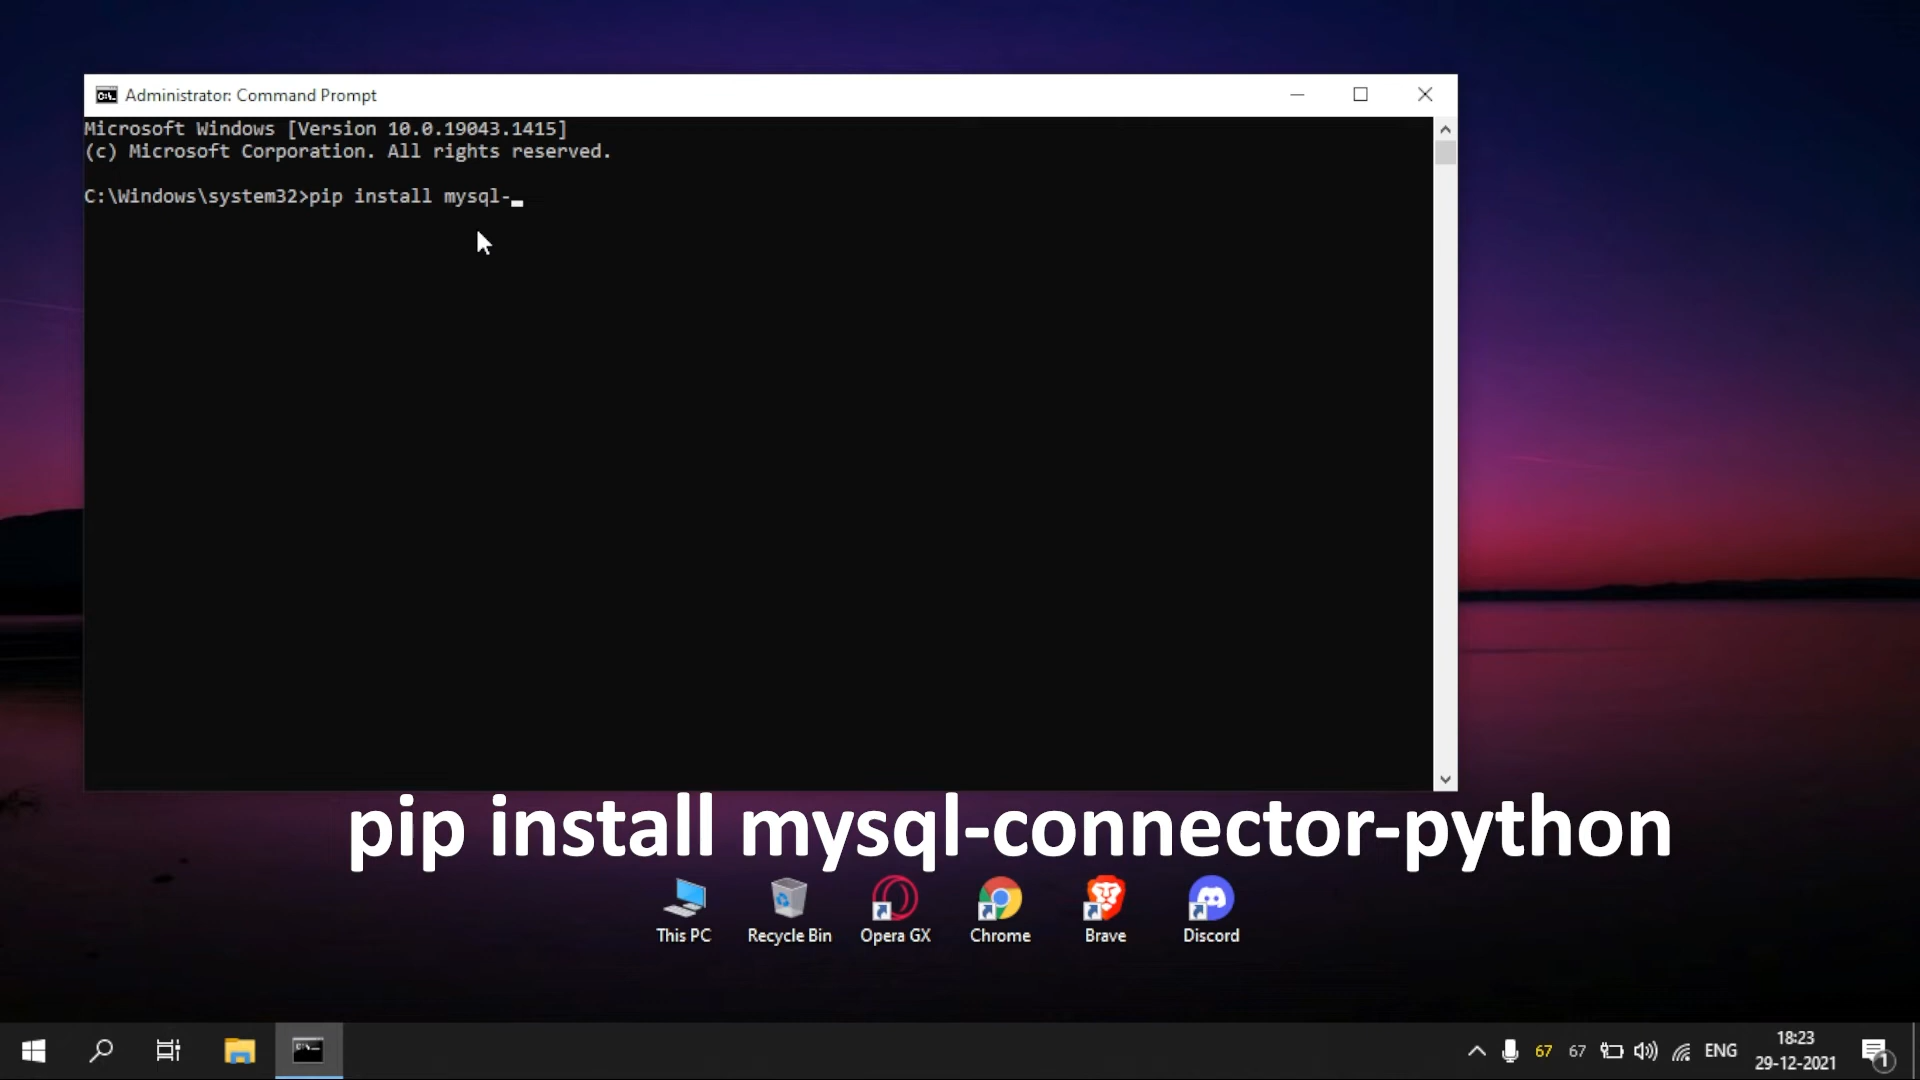 Administrator: Command Prompt
Microsoft Windows [Version 10.0.19043.1415]
(c) Microsoft Corporation. All rights reserved.
C:\Windows\system32>pip install mysql-_
pip install mysql-connector-python
This PC
Recycle Bin
Opera GX
Chrome
Brave
Discord
67
67
ENG
18:23
29-12-2021
1